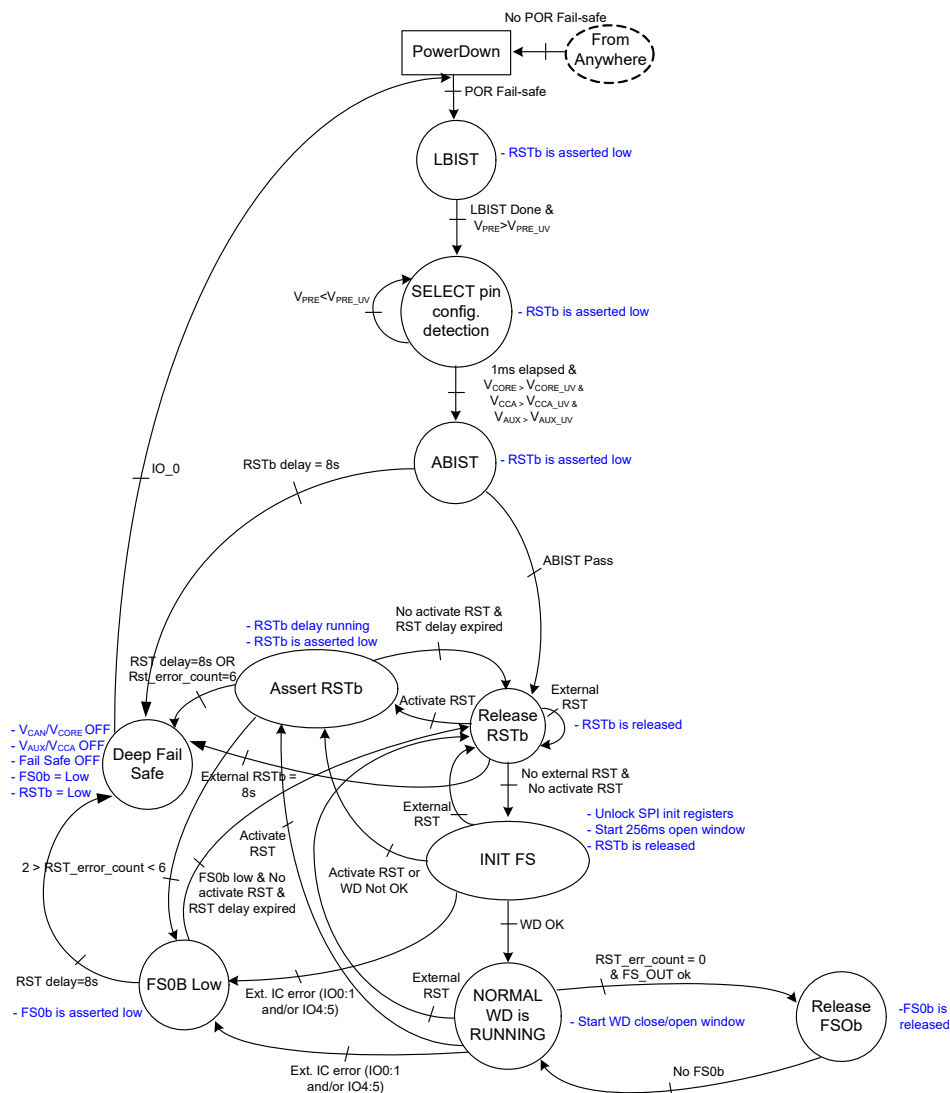 No POR Fail-safe
From
Anywhere
PowerDown
POR Fail-safe
LBIST
- RSTb is asserted low
LBIST Done &
VPRE>VPRE_UV
SELECT pin
config.
detection
VPRE<VPRE_UV
- RSTb is asserted low
1ms elapsed &
VCORE > VCORE_UV &
VCCA > VCCA_UV &
VAUX > VAUX_UV
ABIST
- RSTb is asserted low
RSTb delay = 8s
IO_0
ABIST Pass
- RSTb delay running
- RSTb is asserted low
No activate RST &
RST delay expired
RST delay=8s OR
Rst_error_count=6
Assert RSTb
Activate RST
Release
RSTb
External
RST
- RSTb is released
- VCAN/VCORE OFF
- VAUX/VCCA OFF
- Fail Safe OFF
- FS0b = Low
- RSTb = Low
Deep Fail
Safe
External RSTb =
8s
No external RST &
No activate RST
External
RST
- Unlock SPI init registers
- Start 256ms open window
- RSTb is released
INIT FS
Activate
RST
2 > RST_error_count < 6
FS0b low & No
activate RST &
RST delay expired
Activate RST or
WD Not OK
WD OK
RST delay=8s
FS0B Low
- FS0b is asserted low
Ext. IC error (IO0:1
and/or IO4:5)
External
RST
NORMAL
WD is
RUNNING
- Start WD close/open window
RST_err_count = 0
& FS_OUT ok
Release
FSOb
-FS0b is
released
No FS0b
Ext. IC error (IO0:1
and/or IO4:5)